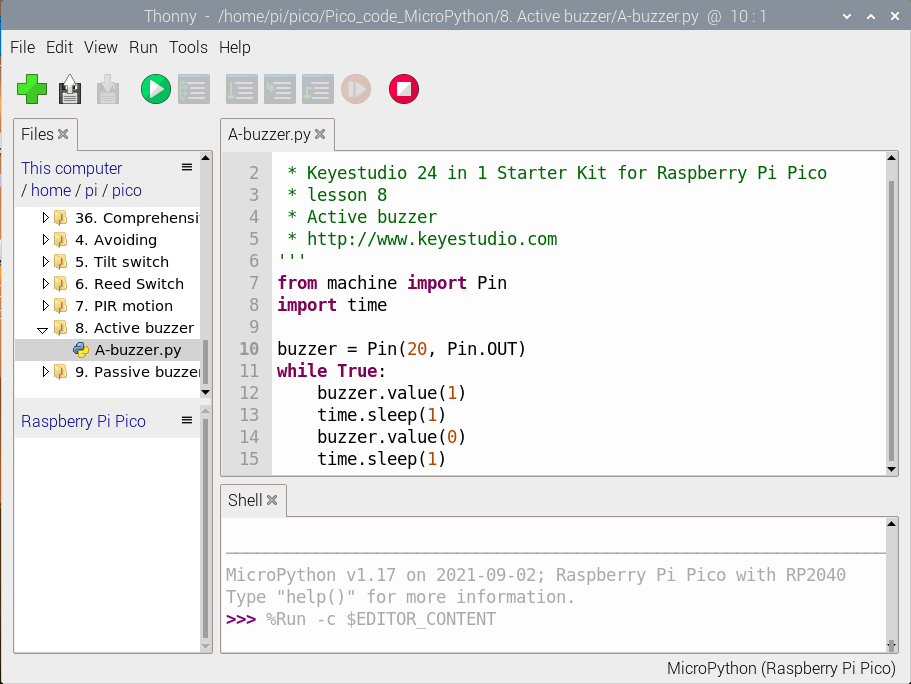 Thonny - /home/pi/pico/Pico_code_MicroPython/8. Active buzzer/A-buzzer.py @ 10 : 1
File Edit View Run Tools Help
Files
This computer
/ home / pi / pico
36. Comprehensi
4. Avoiding
5. Tilt switch
6. Reed Switch
7. PIR motion
8. Active buzzer
A-buzzer.py
9. Passive buzzer
Raspberry Pi Pico
A-buzzer.py
2 * Keyestudio 24 in 1 Starter Kit for Raspberry Pi Pico
3 * lesson 8
4 * Active buzzer
5 * http://www.keyestudio.com
6 '''
7 from machine import Pin
8 import time
9
10 buzzer = Pin(20, Pin.OUT)
11 while True:
12     buzzer.value(1)
13     time.sleep(1)
14     buzzer.value(0)
15     time.sleep(1)
Shell
MicroPython v1.17 on 2021-09-02; Raspberry Pi Pico with RP2040
Type "help()" for more information.
>>> %Run -c $EDITOR_CONTENT
MicroPython (Raspberry Pi Pico)